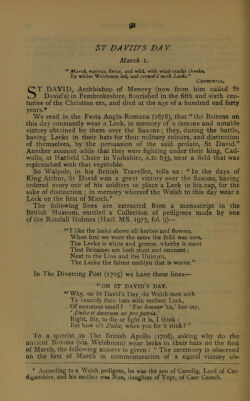 32
ST DAVID'S DAY.
March 1.
"March, various, fierce, and wild, with wind-crackt cheeks,
By wilder Welshmen led, and crown'd with Leeks."
CHURCHILL.
ST DAVID, Archbishop of Menevy (now from him called St
David's) in Pembrokeshire, flourished in the fifth and sixth cen-
turies of the Christian era, and died at the age of a hundred and forty
years.*
We read in the Festa Anglo-Romana (1678), that "the Britons on
this day constantly wear a Leek, in memory of a famous and notable
victory obtained by them over the Saxons; they, during the battle,
having Leeks in their hats for their military colours, and distinction
of themselves, by the persuasion of the said prelate, St David."
Another account adds that they were fighting under their king, Cad-
wallo, at Hatfield Chace in Yorkshire, A.D. 633, near a field that was
replenished with that vegetable.
So Walpole, in his British Traveller, tells us: "In the days of
King Arthur, St David won a great victory over the Saxons, having
ordered every one of his soldiers to place a Leek in his cap, for the
sake of distinction: in memory whereof the Welsh to this day wear a
Leek on the first of March."
The following lines are extracted from a manuscript in the
British Museum, entitled a Collection of pedigrees made by one
of the Randall Holmes (Harl. MS. 1977, fol. 9)—
"I like the leeke above all herbes and flowers,
When first we wore the same the field was ours.
The Leeke is white and greene, wherby is ment
That Britaines are both stout and eminent;
Next to the Lion and the Unicorn,
The Leeke the fairest emblyn that is worne."
In The Diverting Post (1705) we have these lines—
"ON ST DAVID'S DAY.
"Why, on St David's Day, do Welshmen seek
To beautify their hats with verdant Leek,
Of nauseous smell? 'For honour 'tis,' hur say,
'Dulce et decorum est pro patriâ.'
Right, Sir, to die or fight it is, I think;
But how is't Dulce, when you for it stink?"
To a querist in The British Apollo (1708), asking why do the
ancient Britons (viz. Welshmen) wear leeks in their hats on the first
of March, the following answer is given: "The ceremony is observed
on the first of March in commemoration of a signal victory ob-
* According to a Welsh pedigree, he was the son of Caredig, Lord of Car-
diganshire, and his mother was Non, daughter of Ynyr, of Caer Gawch.